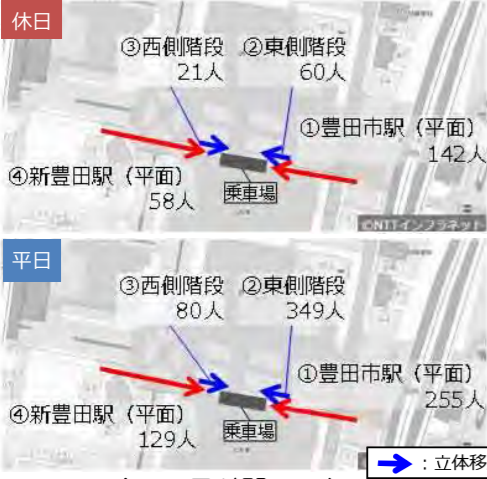 休日
③西側階段
21人
②東側階段
60人
①豊田市駅（平面）
142人
④新豊田駅（平面）
58人
乗車場
©NTTインフラネット
平日
③西側階段
80人
②東側階段
349人
①豊田市駅（平面）
255人
④新豊田駅（平面）
129人
乗車場
：立体移